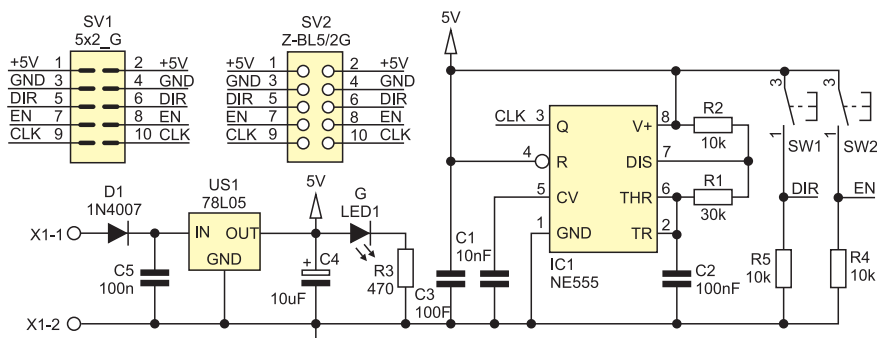 SV1
5x2_G
+5V 1 2 +5V
GND 3 4 GND
DIR 5 6 DIR
EN 7 8 EN
CLK 9 10 CLK
SV2
Z-BL5/2G
+5V 1 2 +5V
GND 3 4 GND
DIR 5 6 DIR
EN 7 8 EN
CLK 9 10 CLK
5V
CLK 3 Q V+ 8
4 R DIS 7
5 CV THR 6
1 GND TR 2
IC1
NE555
R2
10k
R1
30k
3
1
SW1
3
1
SW2
DIR
EN
R5
10k
R4
10k
D1
1N4007
US1
78L05
IN OUT
GND
5V
G
LED1
X1-1
X1-2
C5
100n
+
C4
10uF
R3
470
C3
100F
C1
10nF
C2
100nF